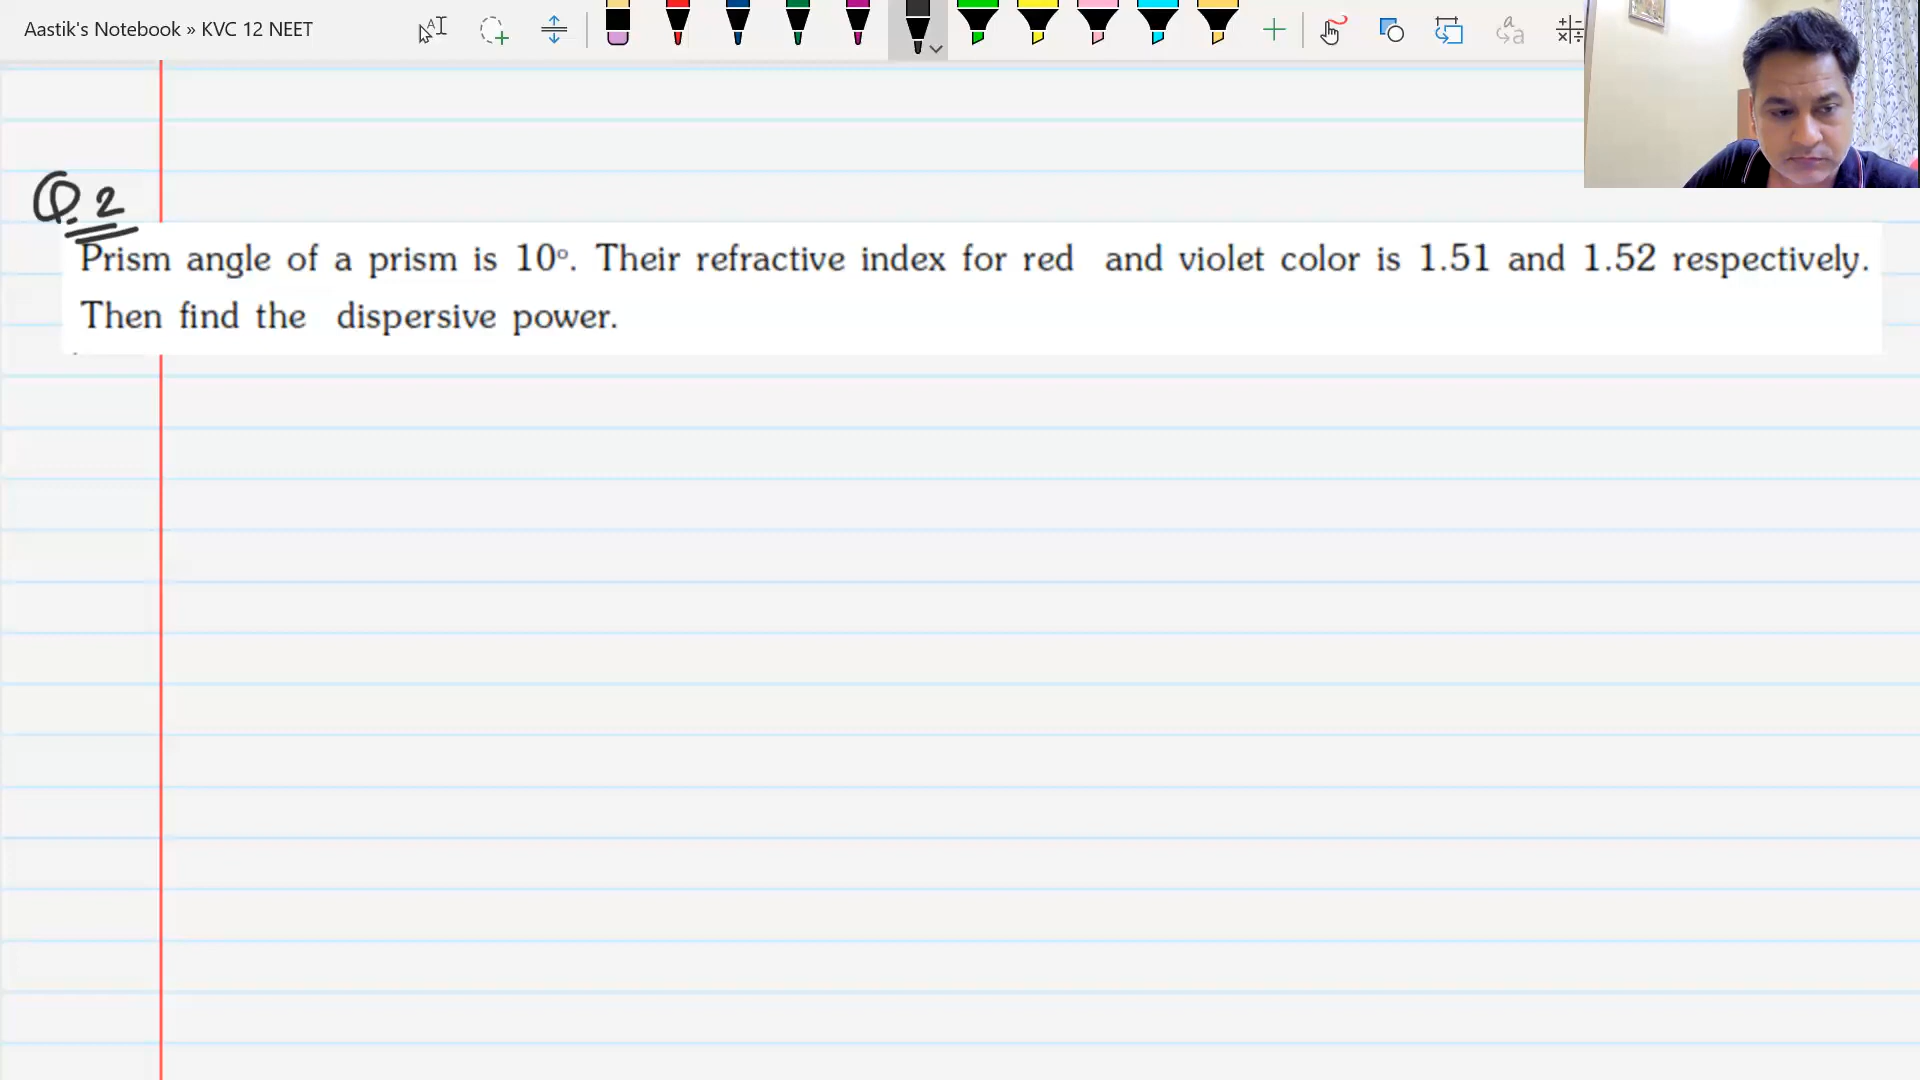 Aastik's Notebook » KVC 12 NEET
Q.2
Prism angle of a prism is 10°. Their refractive index for red and violet color is 1.51 and 1.52 respectively.
Then find the dispersive power.